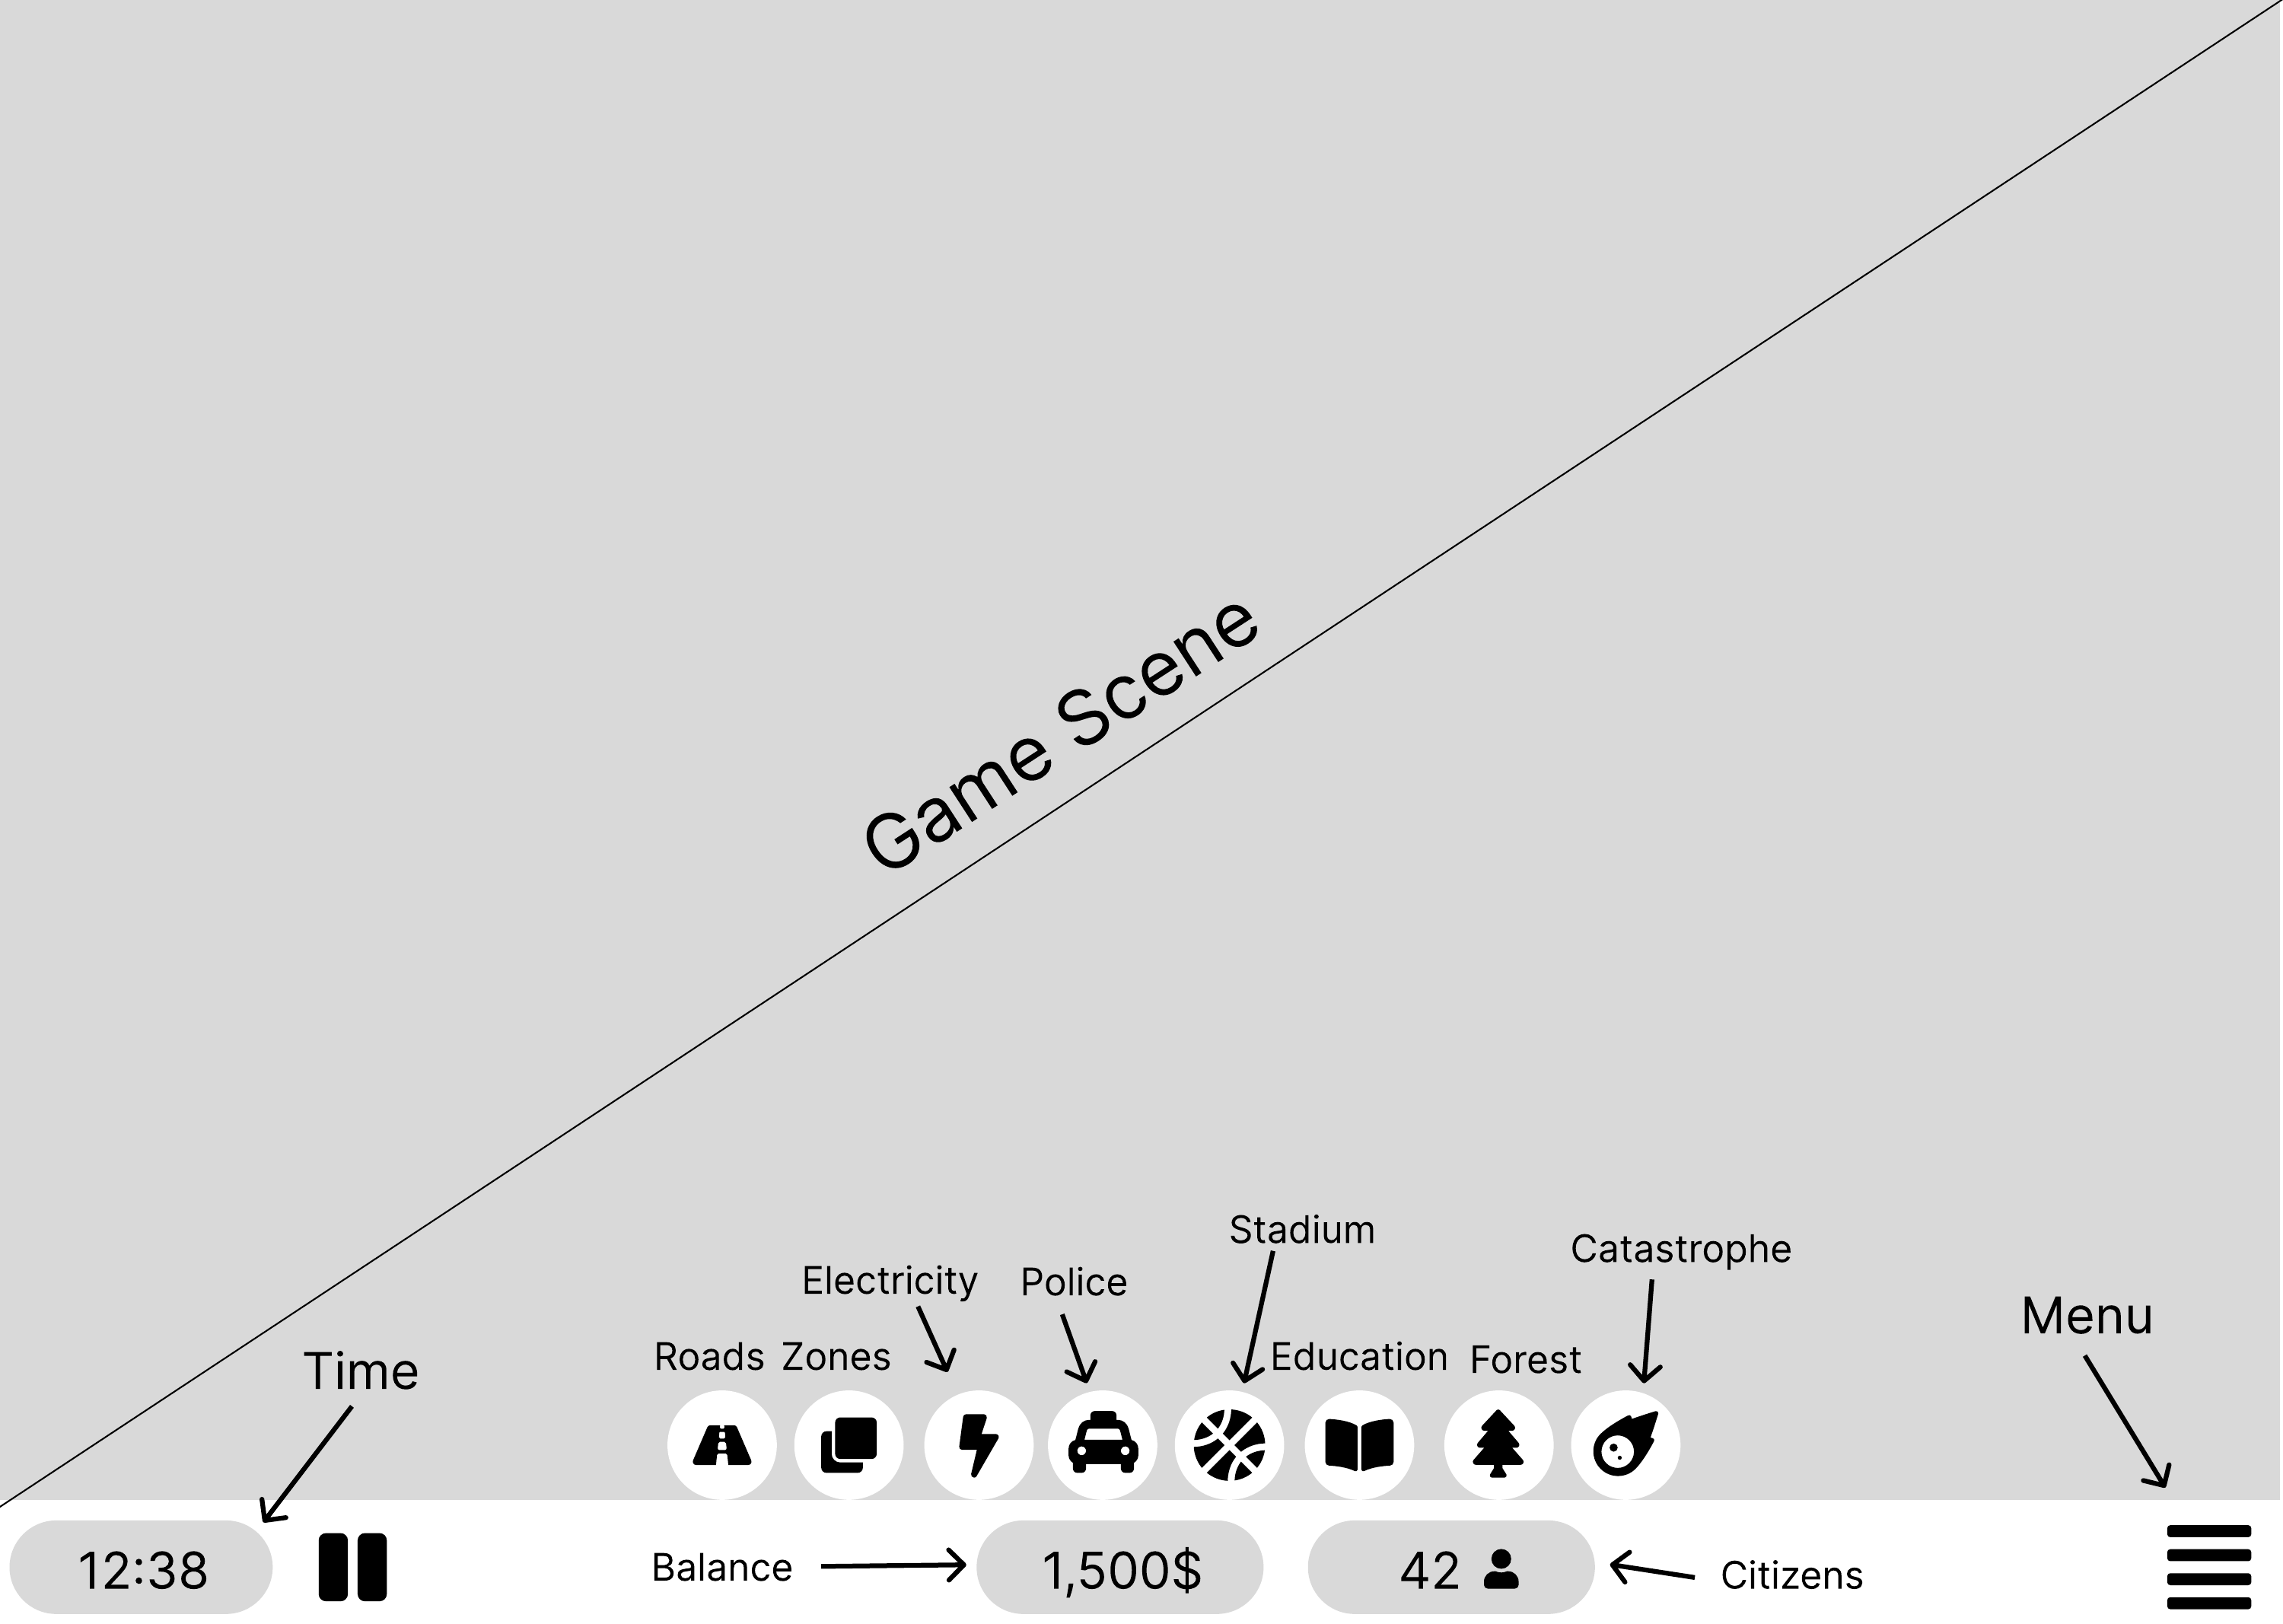 Game Scene
Stadium
Catastrophe
Electricity
Police
Menu
Time
Roads
Zones
Education
Forest
12:38
Balance
1,500$
42
Citizens